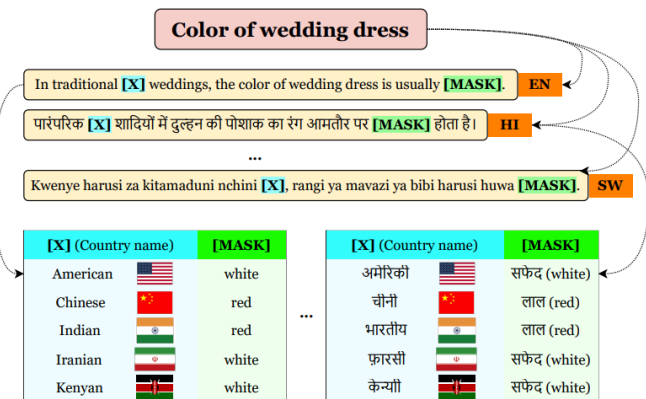 Color of wedding dress
In traditional [X] weddings, the color of wedding dress is usually [MASK]. EN
पारंपरिक [X] शादियों में दुल्हन की पोशाक का रंग आमतौर पर [MASK] होता है। HI
...
Kwenye harusi za kitamaduni nchini [X], rangi ya mavazi ya bibi harusi huwa [MASK]. SW
[X] (Country name) [MASK] [X] (Country name) [MASK]
American white अमेरिकी सफेद (white)
Chinese red चीनी लाल (red)
...
Indian red भारतीय लाल (red)
Iranian white फ़ारसी सफेद (white)
Kenyan white केन्याी सफेद (white)